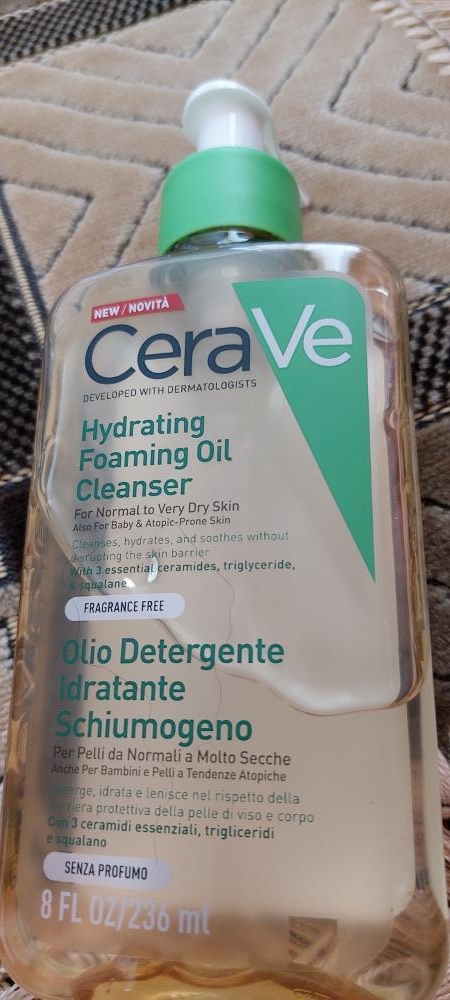 NEW / NOVITÀ
CeraVe
DEVELOPED WITH DERMATOLOGISTS
Hydrating
Foaming Oil
Cleanser
For Normal to Very Dry Skin
Also For Baby & Atopic-Prone Skin
Cleanses, hydrates, and soothes without
disrupting the skin barrier
With 3 essential ceramides, triglyceride,
& squalane
FRAGRANCE FREE
Olio Detergente
Idratante
Schiumogeno
Per Pelli da Normali a Molto Secche
Anche Per Bambini e Pelli a Tendenze Atopiche
idrata e lenisce nel rispetto della
barriera protettiva della pelle di viso e corpo
Con 3 ceramidi essenziali, trigliceridi
e squalano
SENZA PROFUMO
8 FL OZ/236 ml